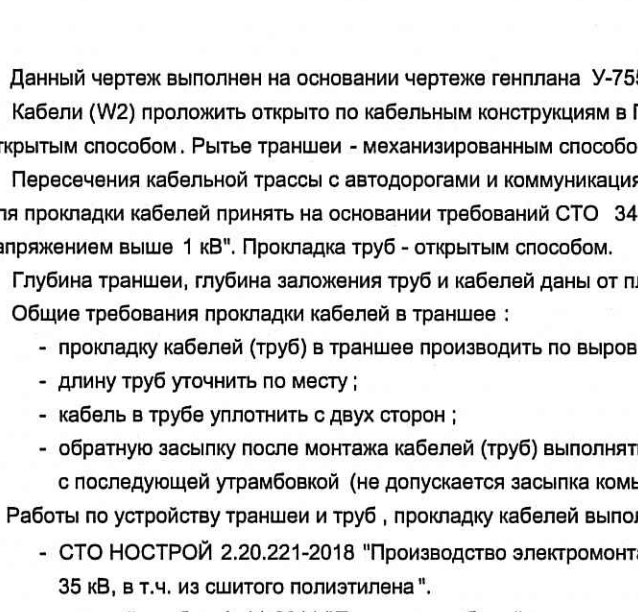 Данный чертеж выполнен на основании чертеже генплана У-755
Кабели (W2) проложить открыто по кабельным конструкциям в
ткрытым способом. Рытье траншеи - механизированным способо
Пересечения кабельной трассы с автодорогами и коммуникация
ля прокладки кабелей принять на основании требований СТО 34
апряжением выше 1 кВ". Прокладка труб - открытым способом.
Глубина траншеи, глубина заложения труб и кабелей даны от пл
Общие требования прокладки кабелей в траншее :
- прокладку кабелей (труб) в траншее производить по выров
- длину труб уточнить по месту ;
- кабель в трубе уплотнить с двух сторон ;
- обратную засыпку после монтажа кабелей (труб) выполнят
с последующей утрамбовкой (не допускается засыпка комь
Работы по устройству траншеи и труб , прокладку кабелей выпол
- СТО НОСТРОЙ 2.20.221-2018 "Производство электромонта
35 кВ, в т.ч. из сшитого полиэтилена ".